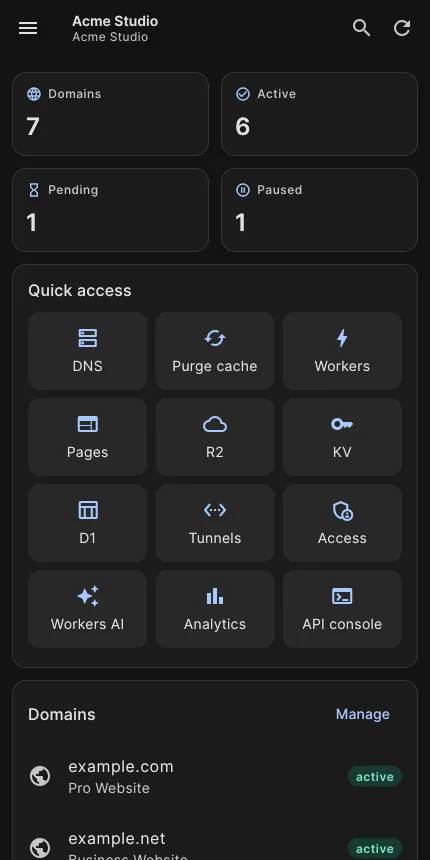 Acme Studio
Acme Studio
Domains
7
Active
6
Pending
1
Paused
1
Quick access
DNS
Purge cache
Workers
Pages
R2
KV
D1
Tunnels
Access
Workers AI
Analytics
API console
Domains
Manage
example.com
Pro Website
active
example.net
Business Website
active